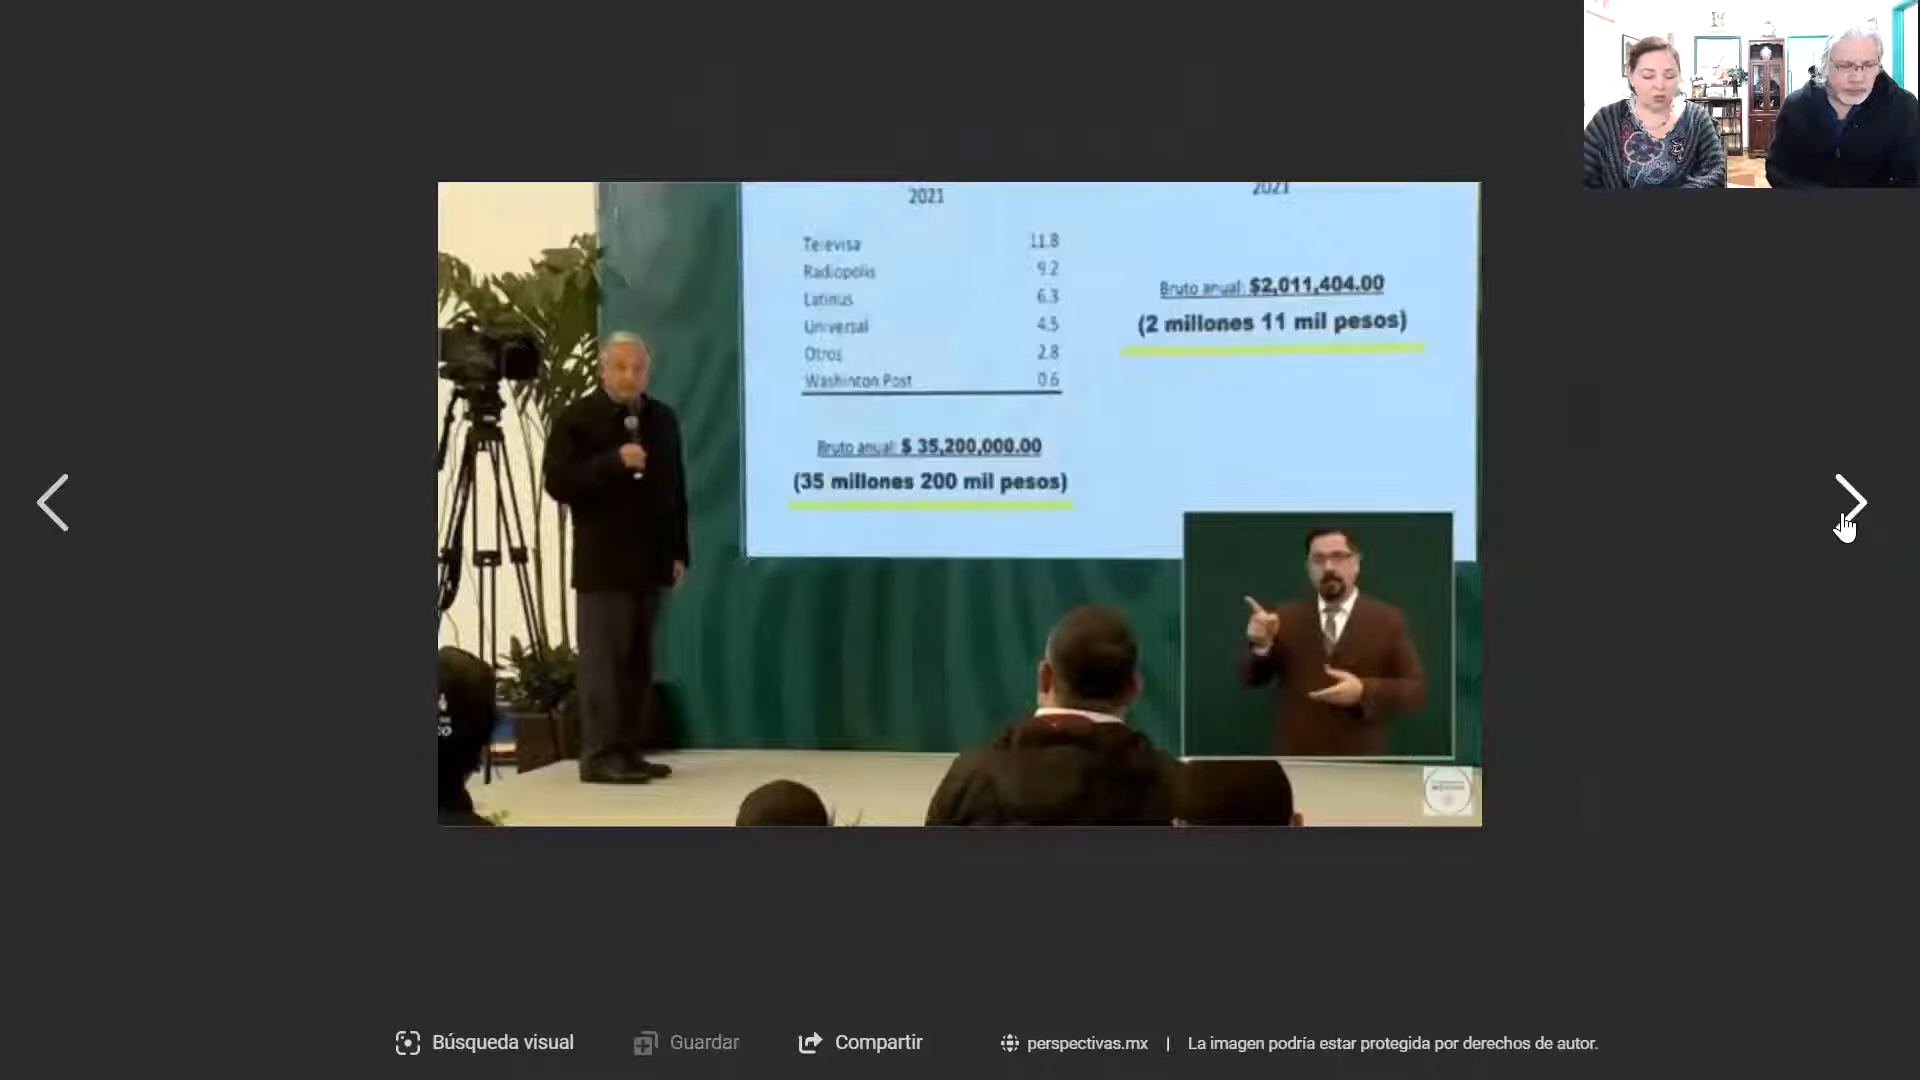 2021
2021
Televisa 11.8
Radiopolis 9.2
Latinus 6.3
Universal 4.5
Otros 2.8
Washinton Post 0.6
Bruto anual: $ 35,200,000.00
(35 millones 200 mil pesos)
Bruto anual: $2,011,404.00
(2 millones 11 mil pesos)
Búsqueda visual
Guardar
Compartir
perspectivas.mx | La imagen podría estar protegida por derechos de autor.